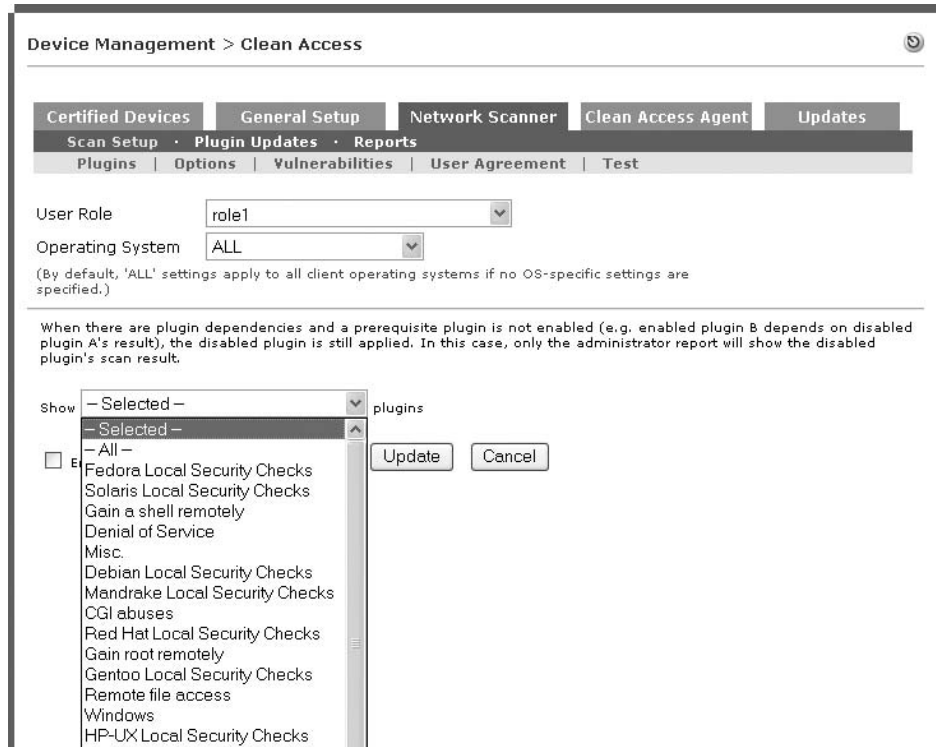 Device Management > Clean Access
Certified Devices General Setup Network Scanner Clean Access Agent Updates
Scan Setup · Plugin Updates · Reports
Plugins | Options | Vulnerabilities | User Agreement | Test
User Role role1
Operating System ALL
(By default, 'ALL' settings apply to all client operating systems if no OS-specific settings are
specified.)
When there are plugin dependencies and a prerequisite plugin is not enabled (e.g. enabled plugin B depends on disabled
plugin A's result), the disabled plugin is still applied. In this case, only the administrator report will show the disabled
plugin's scan result.
Show – Selected – plugins
– Selected –
– All –
Update Cancel
Fedora Local Security Checks
Solaris Local Security Checks
Gain a shell remotely
Denial of Service
Misc.
Debian Local Security Checks
Mandrake Local Security Checks
CGI abuses
Red Hat Local Security Checks
Gain root remotely
Gentoo Local Security Checks
Remote file access
Windows
HP-UX Local Security Checks